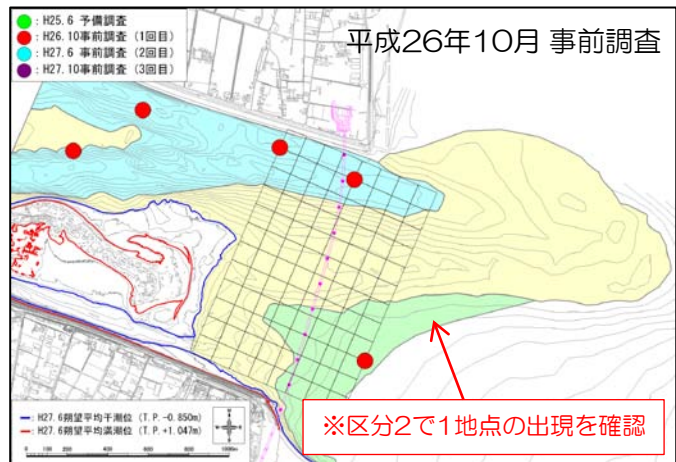 :H25.6 予備調査
:H26.10事前調査(1回目)
:H27.6 事前調査(2回目)
:H27.10事前調査(3回目)
平成26年10月 事前調査
※区分2で1地点の出現を確認
:H27.6朔望平均干潮位(T.P.-0.850m)
:H27.6朔望平均満潮位(T.P.+1.047m)